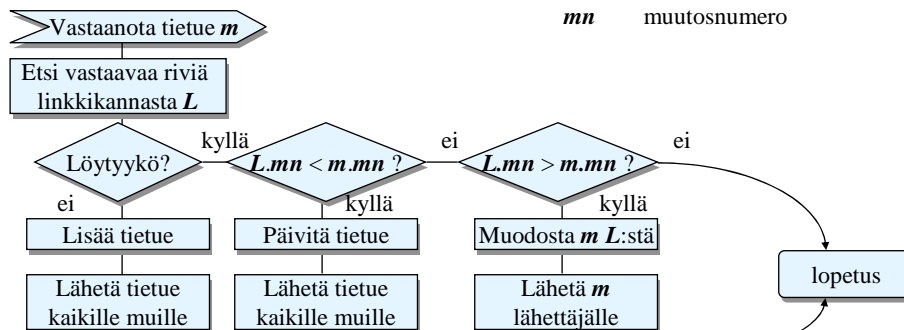 Vastaanota tietue m
mn muutosnumero
Etsi vastaavaa riviä
linkkikannasta L
Löytyykö?
kyllä
L.mn < m.mn ?
ei
L.mn > m.mn ?
ei
ei
kyllä
kyllä
Lisää tietue
Päivitä tietue
Muodosta m L:stä
lopetus
Lähetä tietue
kaikille muille
Lähetä tietue
kaikille muille
Lähetä m
lähettäjälle